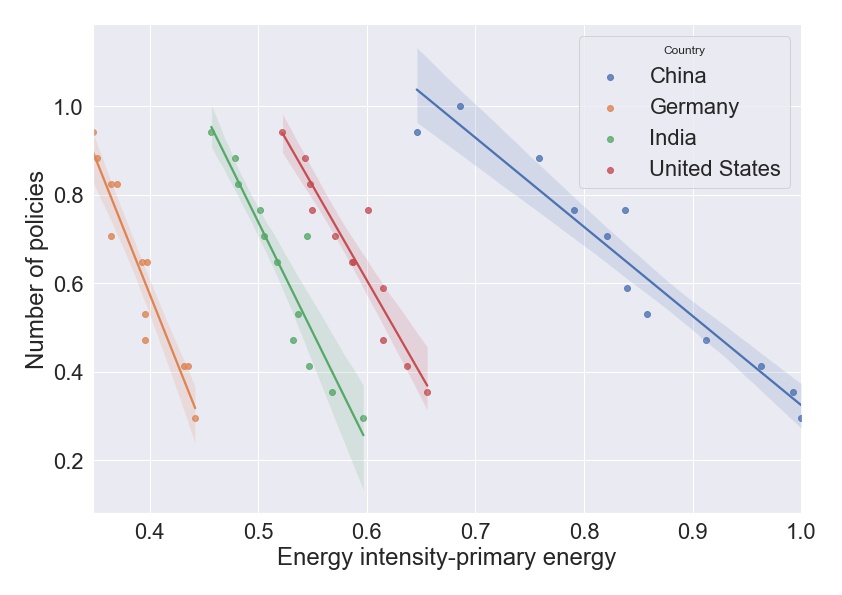 Number of policies
1.0
0.8
0.6
0.4
0.2
Country
China
Germany
India
United States
0.4 0.5 0.6 0.7 0.8 0.9 1.0
Energy intensity-primary energy